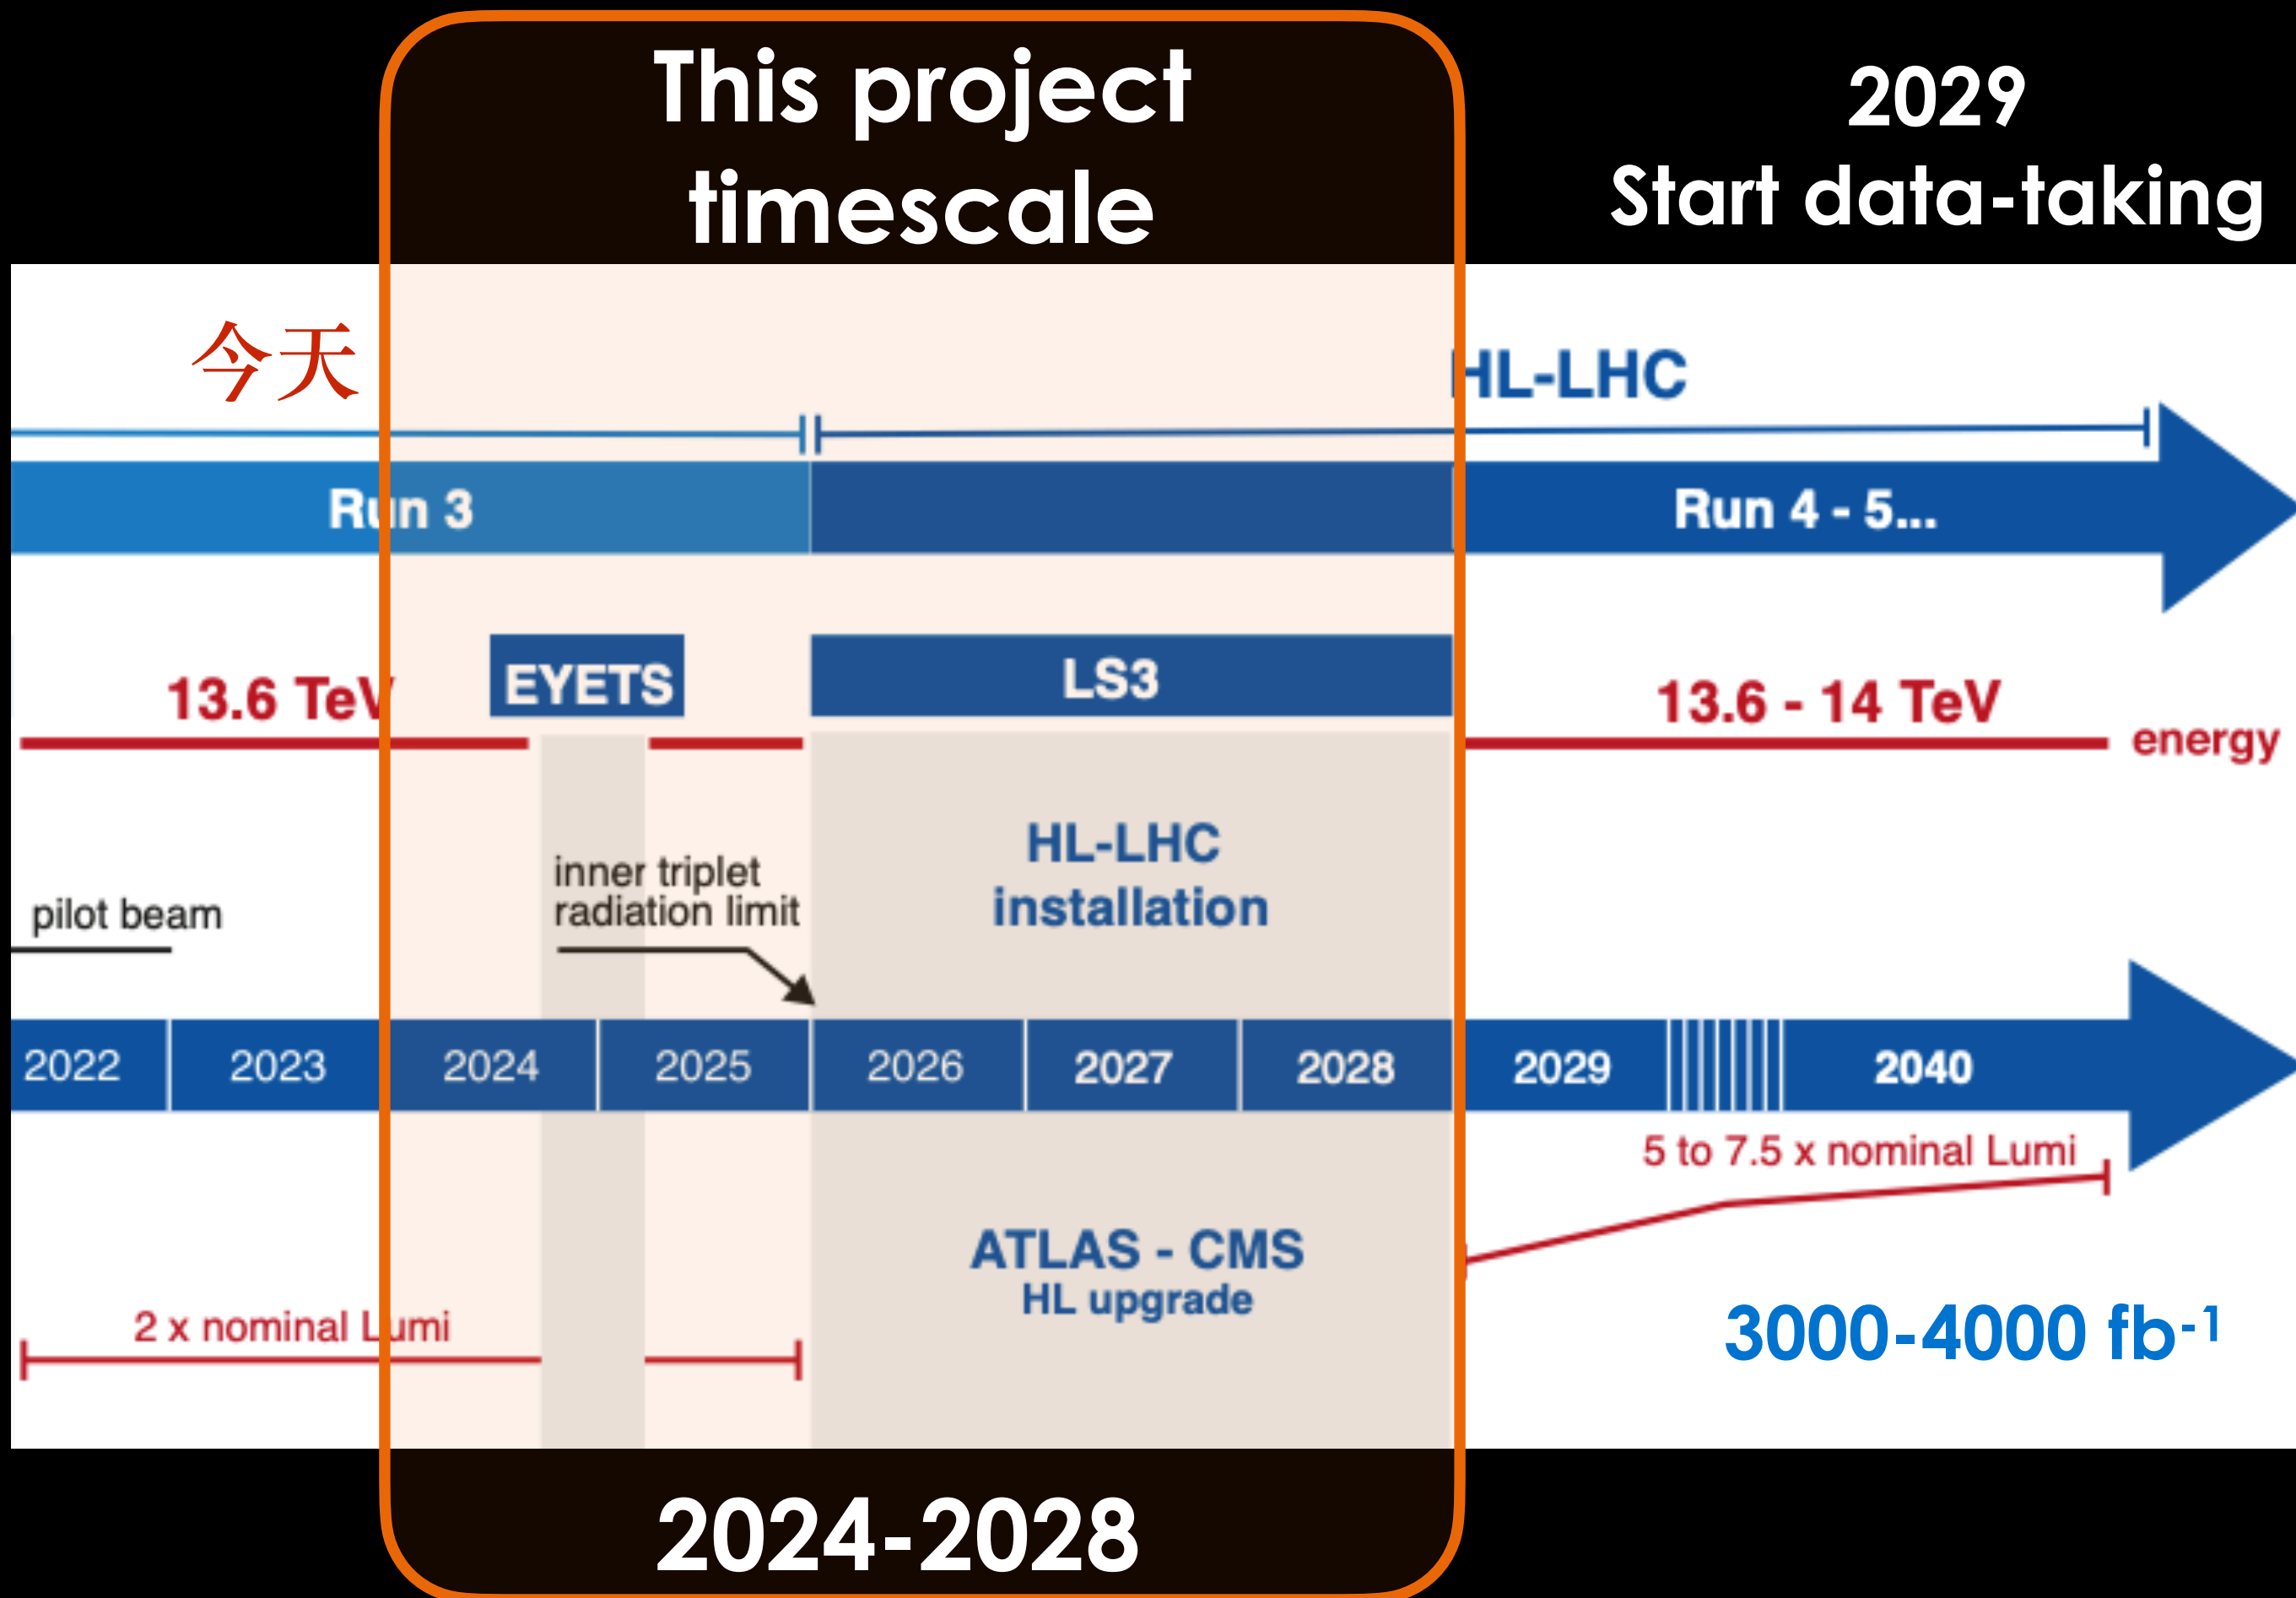 This project
timescale
2029
Start data-taking
今天
HL-LHC
Run 3
Run 4 - 5...
EYETS
LS3
13.6 TeV
13.6 - 14 TeV
energy
HL-LHC
installation
inner triplet
radiation limit
pilot beam
2022 2023 2024 2025 2026 2027 2028 2029 2040
5 to 7.5 x nominal Lumi
ATLAS - CMS
HL upgrade
2 x nominal Lumi
3000-4000 fb⁻¹
2024-2028